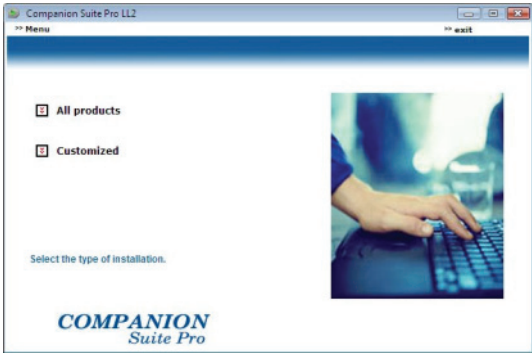 Companion Suite Pro LL2
>> Menu
>> exit
All products
Customized
Select the type of installation.
COMPANION
Suite Pro